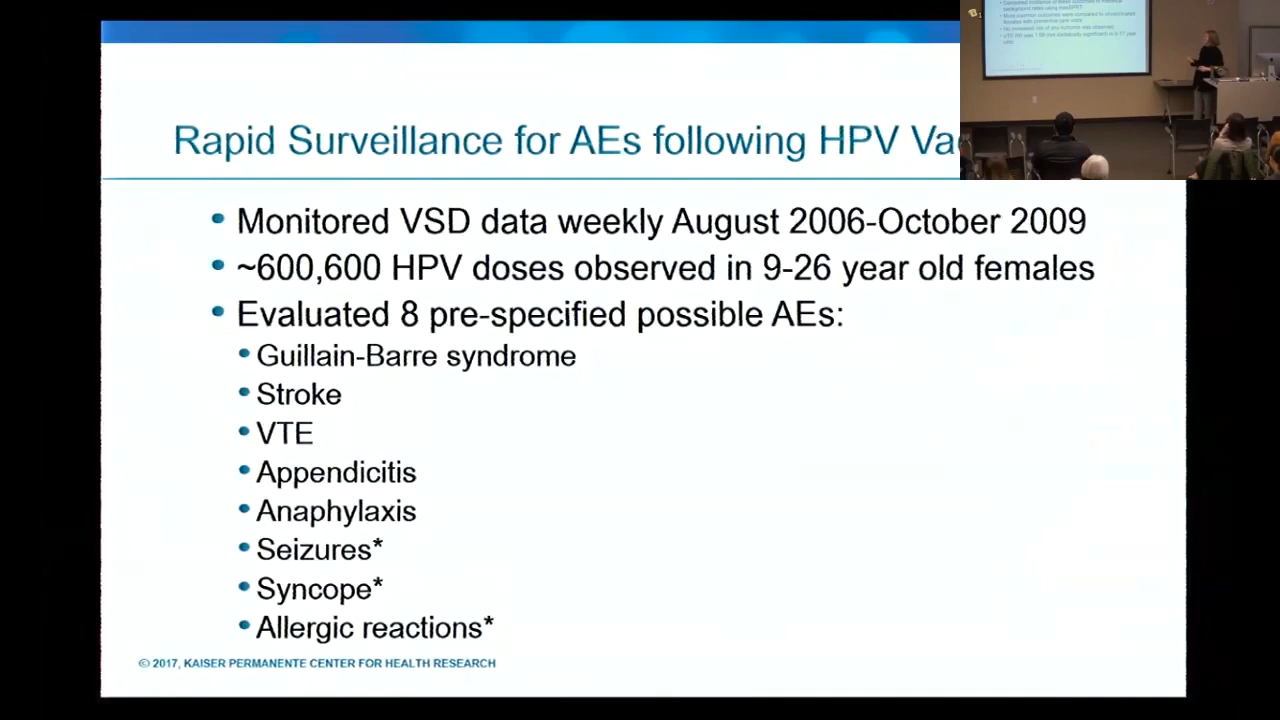 Rapid Surveillance for AEs following HPV Va
• Monitored VSD data weekly August 2006-October 2009
• ~600,600 HPV doses observed in 9-26 year old females
• Evaluated 8 pre-specified possible AEs:
• Guillain-Barre syndrome
• Stroke
• VTE
• Appendicitis
• Anaphylaxis
• Seizures*
• Syncope*
• Allergic reactions*
© 2017, KAISER PERMANENTE CENTER FOR HEALTH RESEARCH